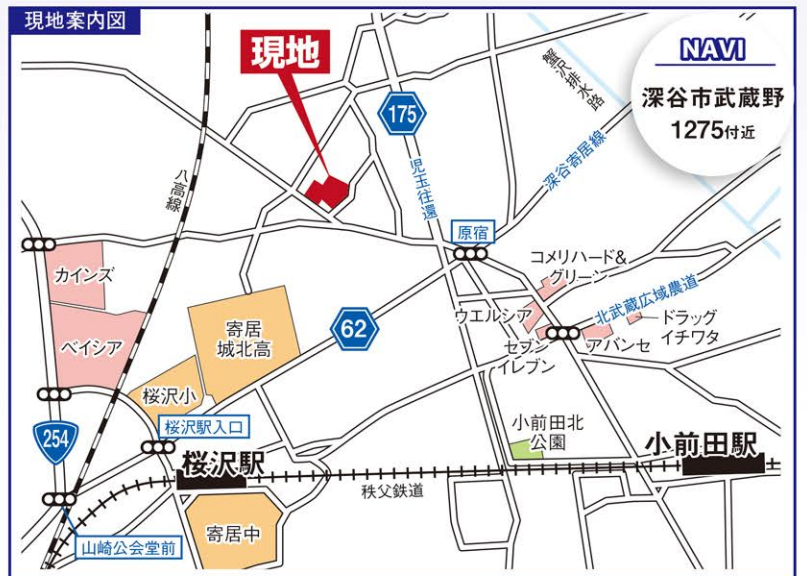 現地案内図
現地
NAVI
深谷市武蔵野
1275付近
蟹沢排水路
175
児玉往還
深谷寄居線
八高線
原宿
カインズ
コメリハード&
グリーン
ウエルシア
北武蔵広域農道
ベイシア
寄居
城北高
62
セブン
イレブン
アバンセ
ドラッグ
イチワタ
桜沢小
254
桜沢駅入口
小前田北
公園
小前田駅
桜沢駅
秩父鉄道
寄居中
山崎公会堂前